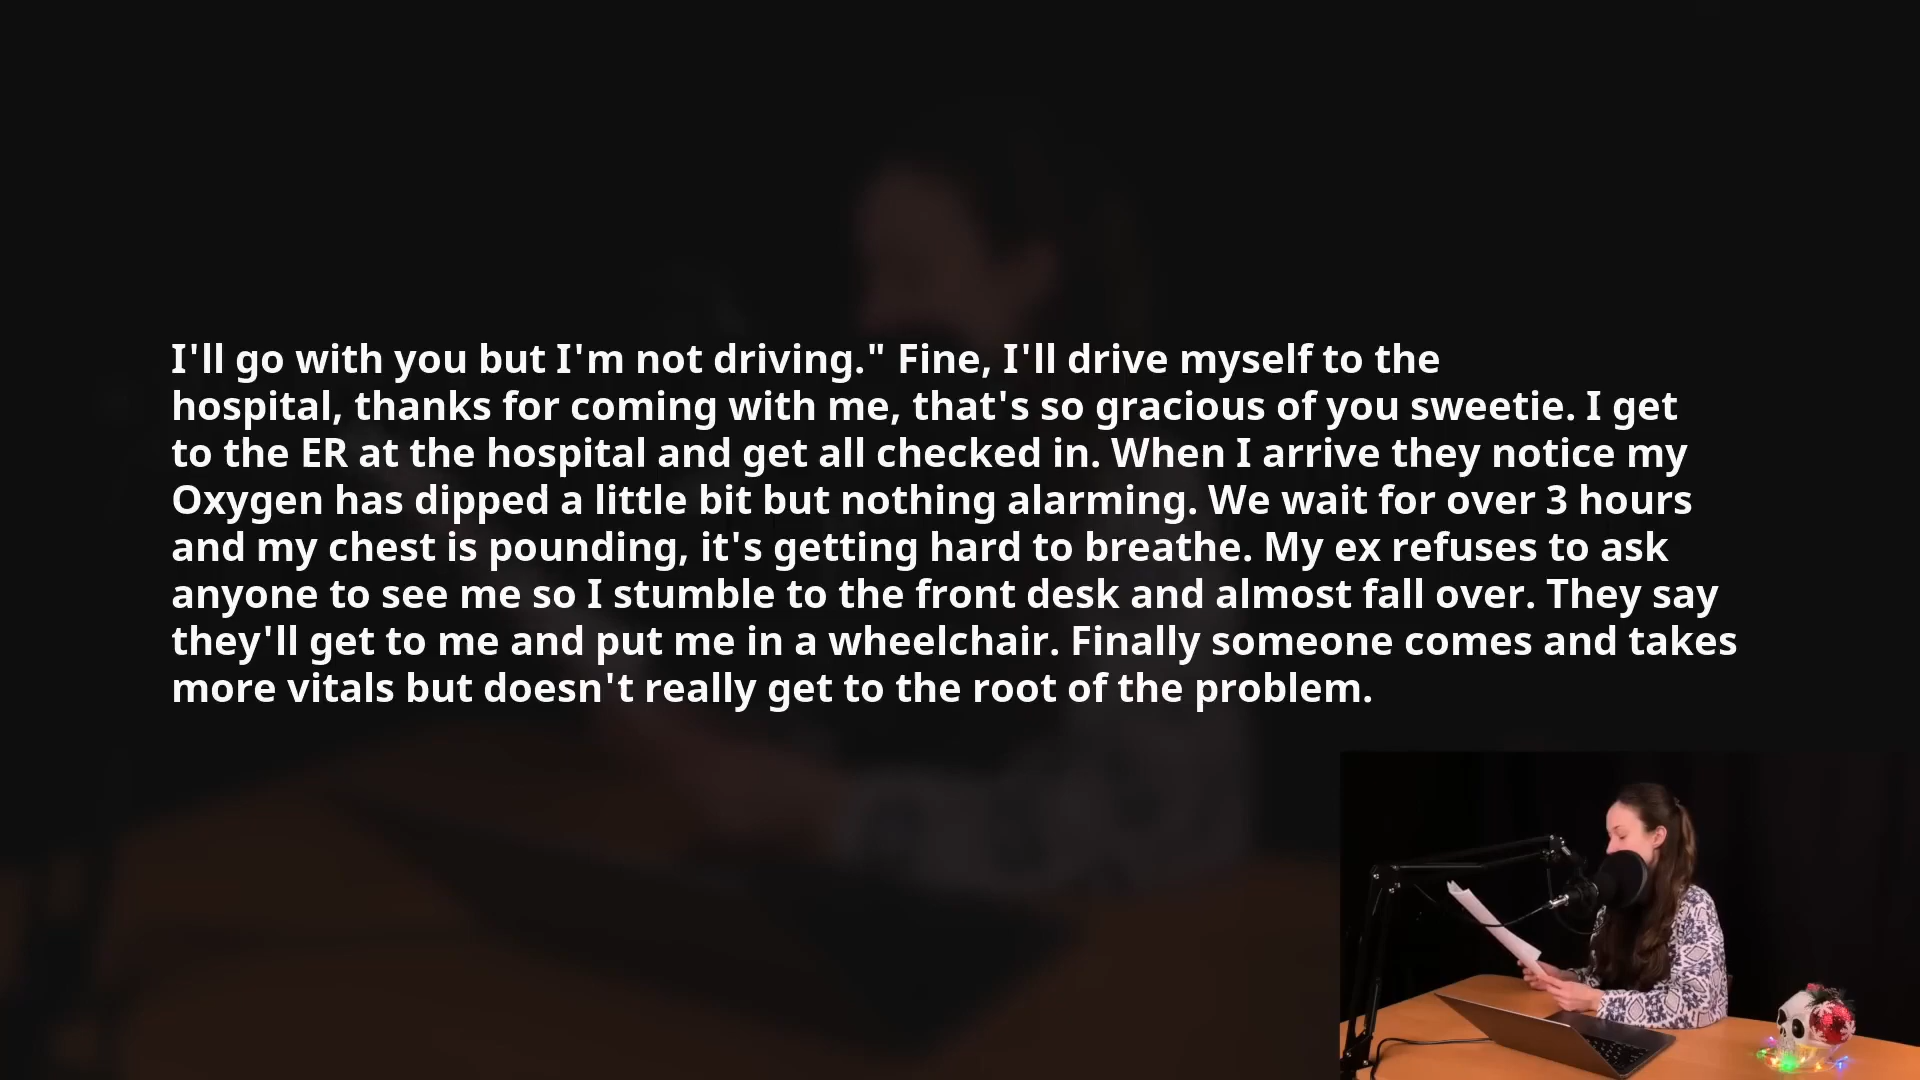 I'll go with you but I'm not driving." Fine, I'll drive myself to the
hospital, thanks for coming with me, that's so gracious of you sweetie. I get
to the ER at the hospital and get all checked in. When I arrive they notice my
Oxygen has dipped a little bit but nothing alarming. We wait for over 3 hours
and my chest is pounding, it's getting hard to breathe. My ex refuses to ask
anyone to see me so I stumble to the front desk and almost fall over. They say
they'll get to me and put me in a wheelchair. Finally someone comes and takes
more vitals but doesn't really get to the root of the problem.